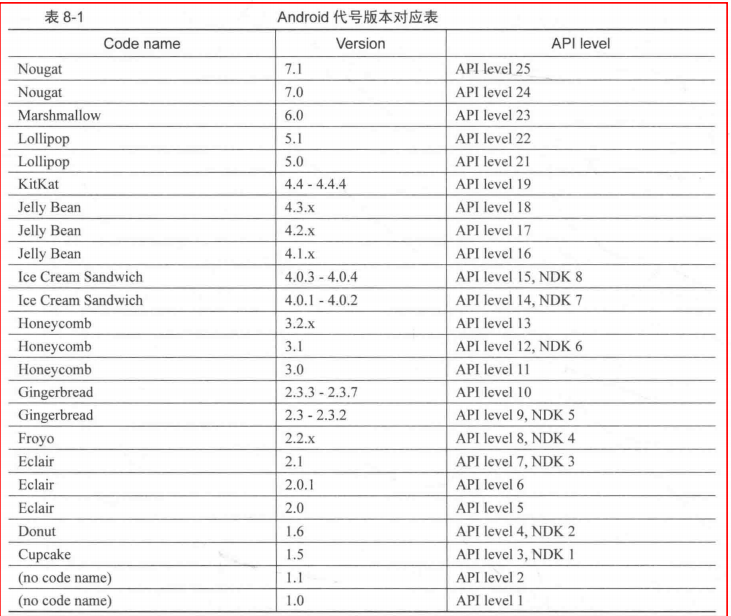 表 8-1 Android 代号版本对应表
Code name Version API level
Nougat 7.1 API level 25
Nougat 7.0 API level 24
Marshmallow 6.0 API level 23
Lollipop 5.1 API level 22
Lollipop 5.0 API level 21
KitKat 4.4 - 4.4.4 API level 19
Jelly Bean 4.3.x API level 18
Jelly Bean 4.2.x API level 17
Jelly Bean 4.1.x API level 16
Ice Cream Sandwich 4.0.3 - 4.0.4 API level 15, NDK 8
Ice Cream Sandwich 4.0.1 - 4.0.2 API level 14, NDK 7
Honeycomb 3.2.x API level 13
Honeycomb 3.1 API level 12, NDK 6
Honeycomb 3.0 API level 11
Gingerbread 2.3.3 - 2.3.7 API level 10
Gingerbread 2.3 - 2.3.2 API level 9, NDK 5
Froyo 2.2.x API level 8, NDK 4
Eclair 2.1 API level 7, NDK 3
Eclair 2.0.1 API level 6
Eclair 2.0 API level 5
Donut 1.6 API level 4, NDK 2
Cupcake 1.5 API level 3, NDK 1
(no code name) 1.1 API level 2
(no code name) 1.0 API level 1